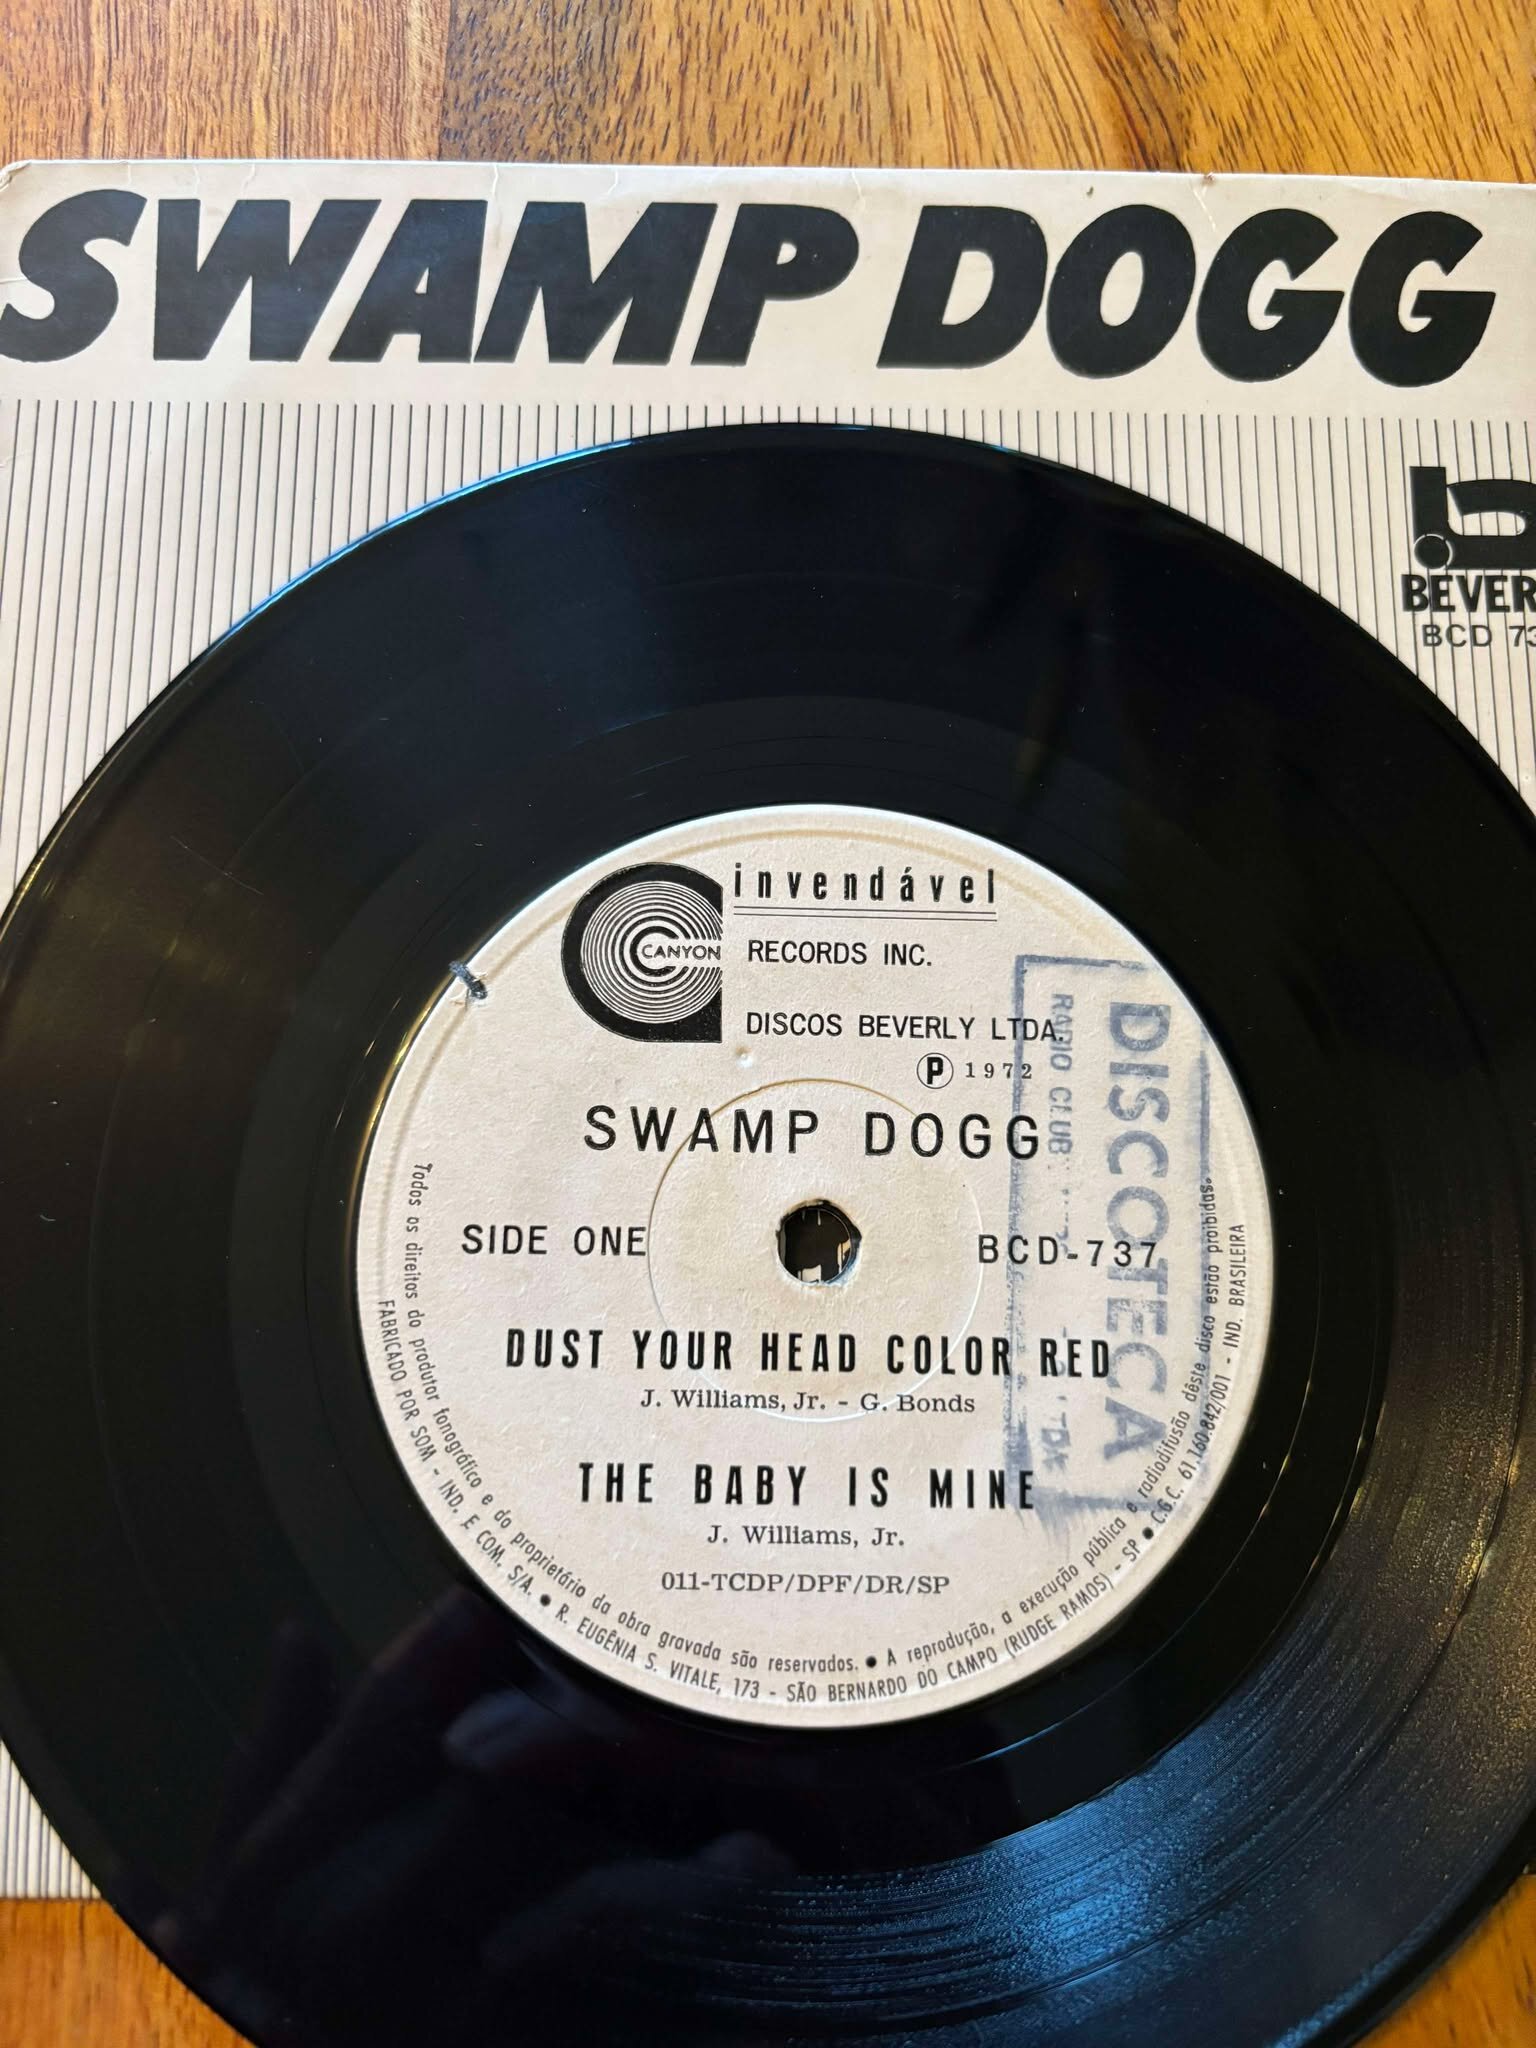 SWAMP DOGG
BEVER
BCD 73
invendável
CANYON
RECORDS INC.
DISCOS BEVERLY LTDA.
Ⓟ 1972
SWAMP DOGG
SIDE ONE
BCD-737
DUST YOUR HEAD COLOR RED
J. Williams, Jr. - G. Bonds
THE BABY IS MINE
J. Williams, Jr.
011-TCDP/DPF/DR/SP
Todos os direitos do produtor fonográfico e do proprietário da obra gravada são reservados. ● A reprodução, a execução pública e radiodifusão dêste disco estão proibidas.
FABRICADO POR SOM - IND. E COM. S/A. ● R. EUGÊNIA S. VITALE, 173 - SÃO BERNARDO DO CAMPO (RUDGE RAMOS) - SP ● C.G.C. 61.160.842/001 - IND. BRASILEIRA
DISCOTECA
RADIO CLUB
LTDA